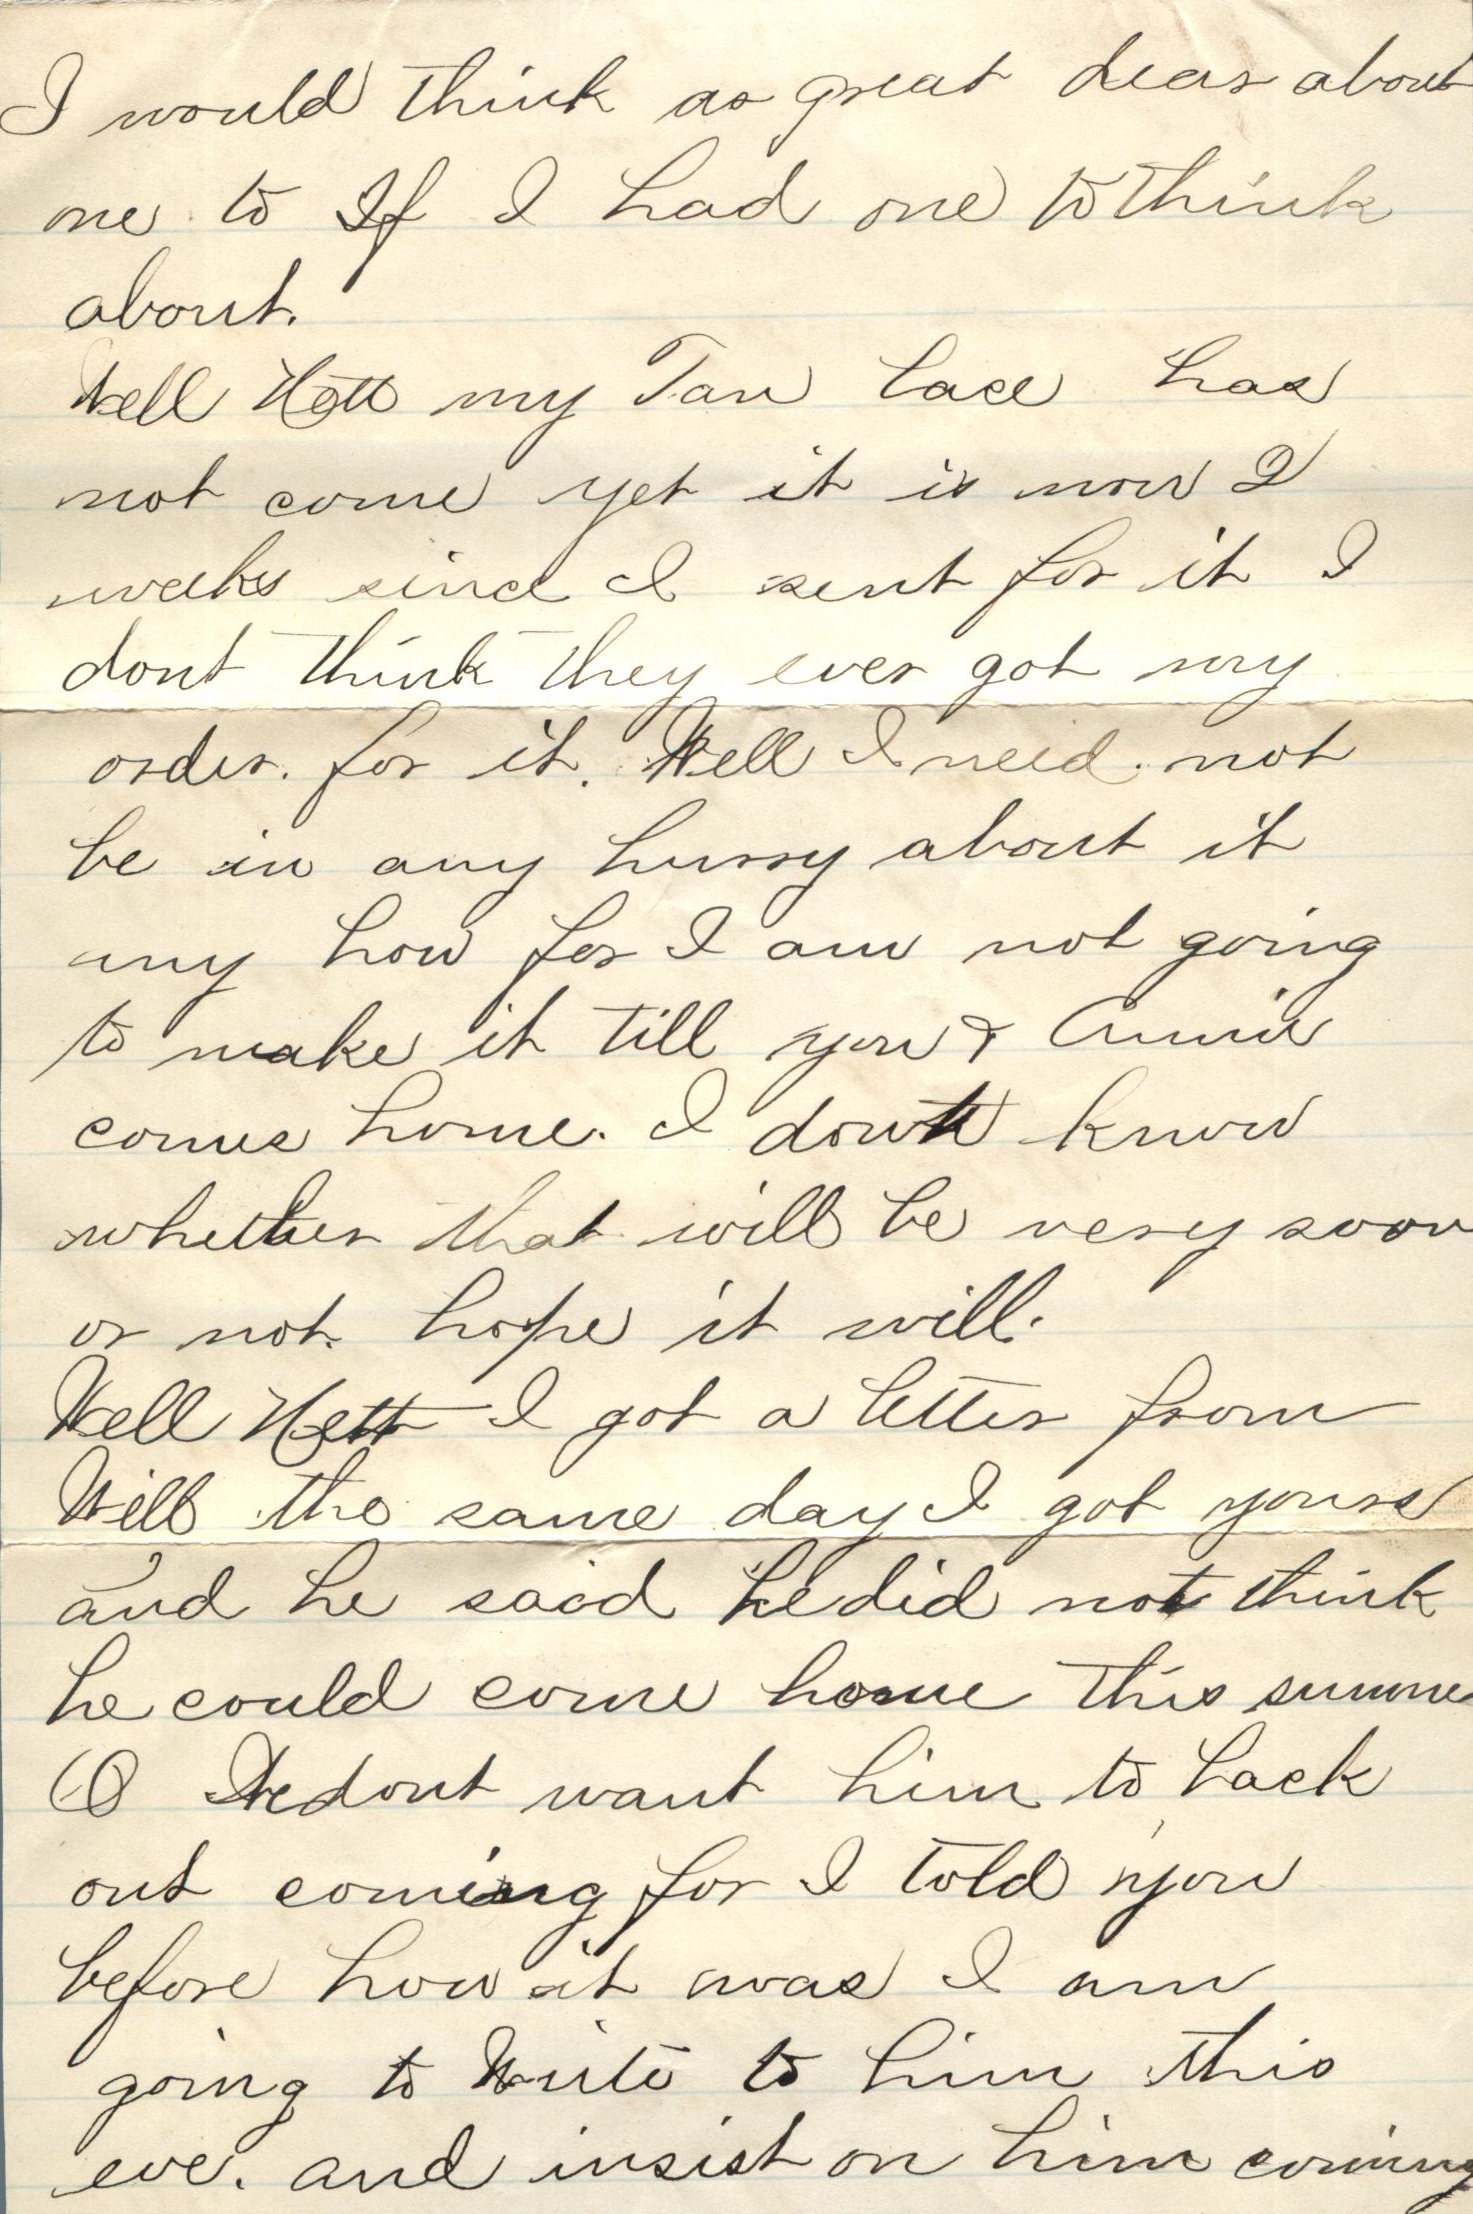 I would think as great dear about
one to If I had one to think
about.
Well Hett my Tan lace has
not come yet it is now 2
weeks since I sent for it I
dont think they ever got my
order. for it. Well I need not
be in any hurry about it
any how for I am not going
to make it till you & Annie
comes home. I don't know
whether that will be very soon
or not. hope it will.
Well Hett I got a letter from
Will the same day I got yours
and he said he did not think
he could come home this summer
O We dont want him to back
out coming for I told you
before how it was I am
going to Write to him this
eve. and insist on him coming